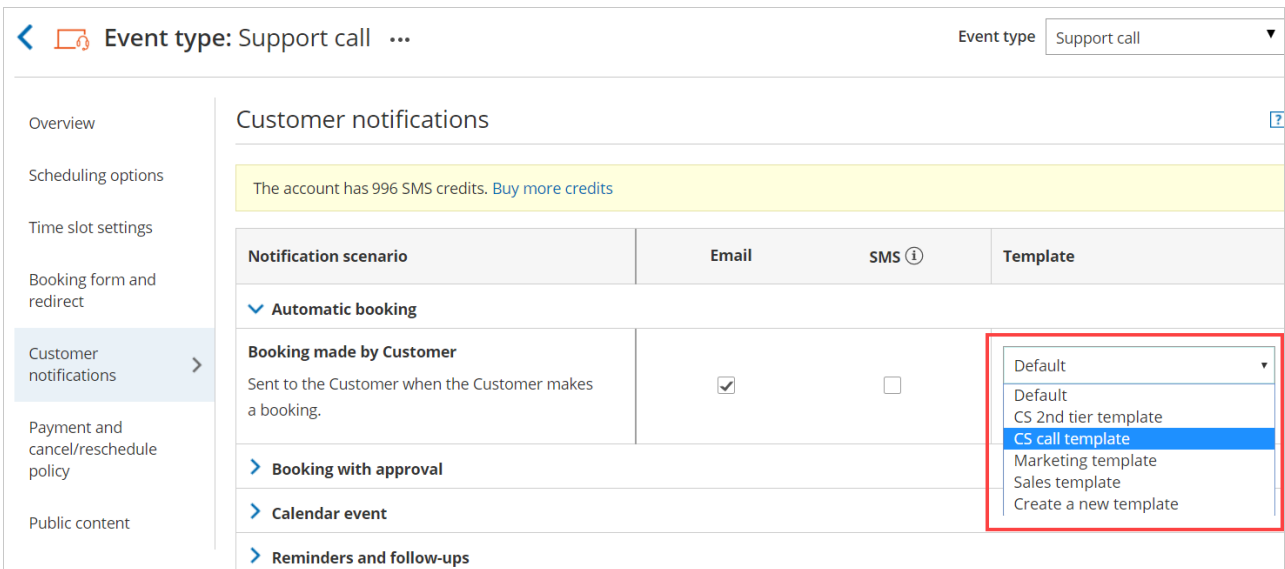 Event type: Support call
Event type Support call
Overview
Scheduling options
Time slot settings
Booking form and
redirect
Customer
notifications
Payment and
cancel/reschedule
policy
Public content
Customer notifications
?
The account has 996 SMS credits. Buy more credits
Notification scenario Email SMS i Template
Automatic booking
Booking made by Customer
Sent to the Customer when the Customer makes
a booking.
Default
Default
CS 2nd tier template
CS call template
Marketing template
Sales template
Create a new template
Booking with approval
Calendar event
Reminders and follow-ups